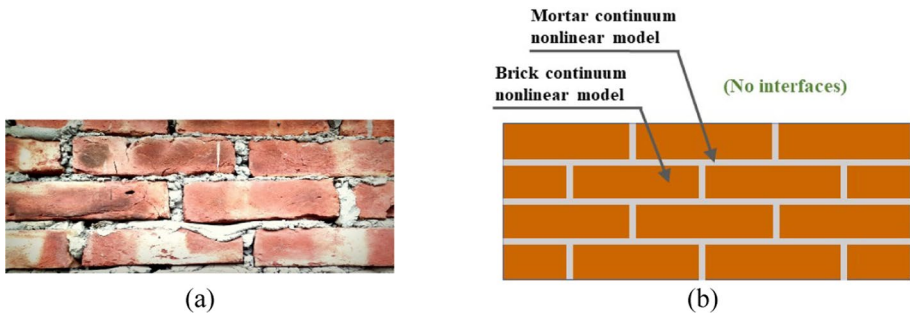 Mortar continuum
nonlinear model
Brick continuum
nonlinear model
(No interfaces)
(a)
(b)